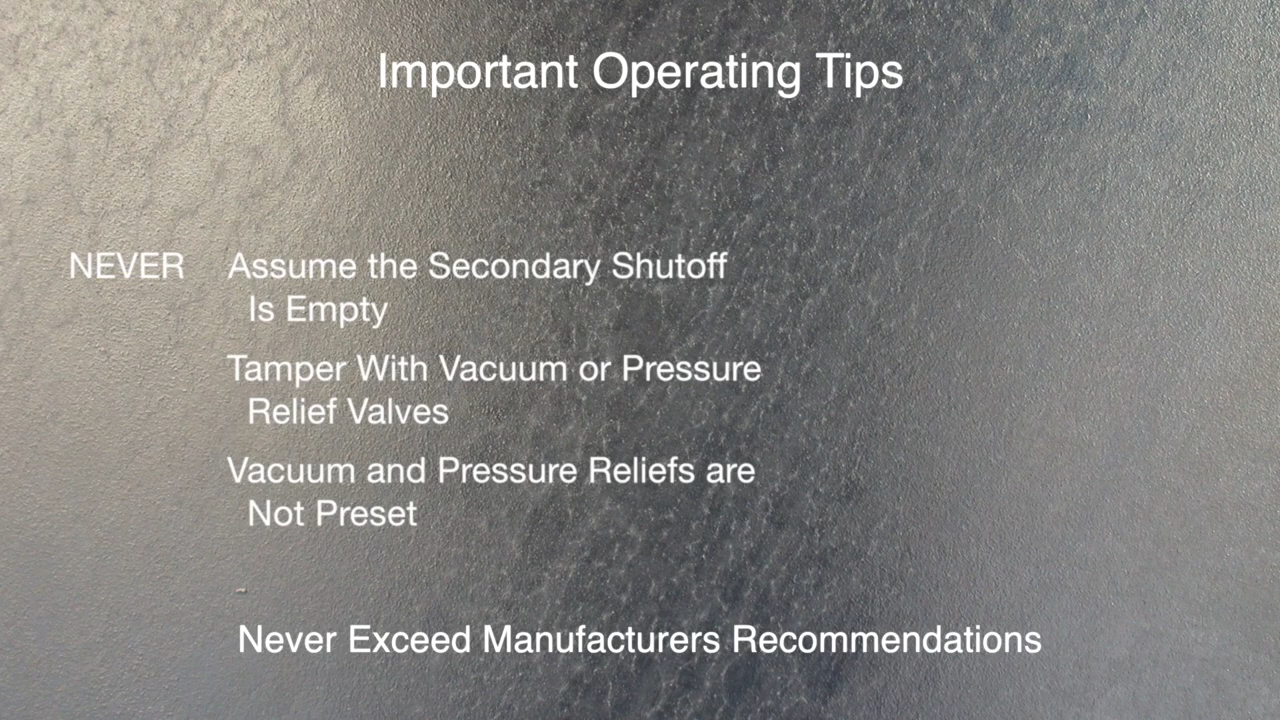 Important Operating Tips
NEVER Assume the Secondary Shutoff
Is Empty
Tamper With Vacuum or Pressure
Relief Valves
Vacuum and Pressure Reliefs are
Not Preset
Never Exceed Manufacturers Recommendations